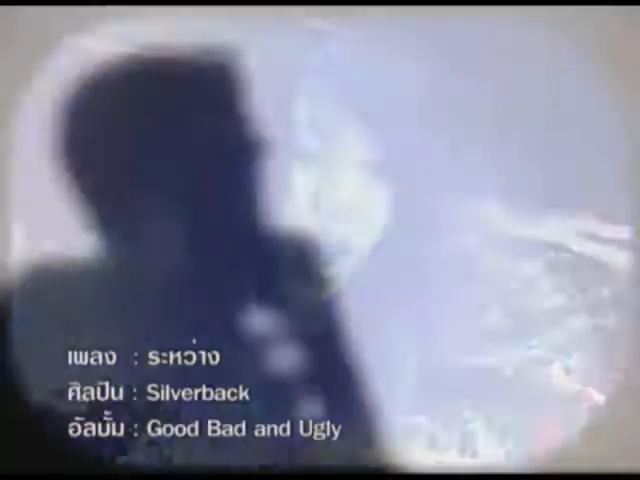 เพลง : ระหว่าง
ศิลปิน : Silverback
อัลบั้ม : Good Bad and Ugly